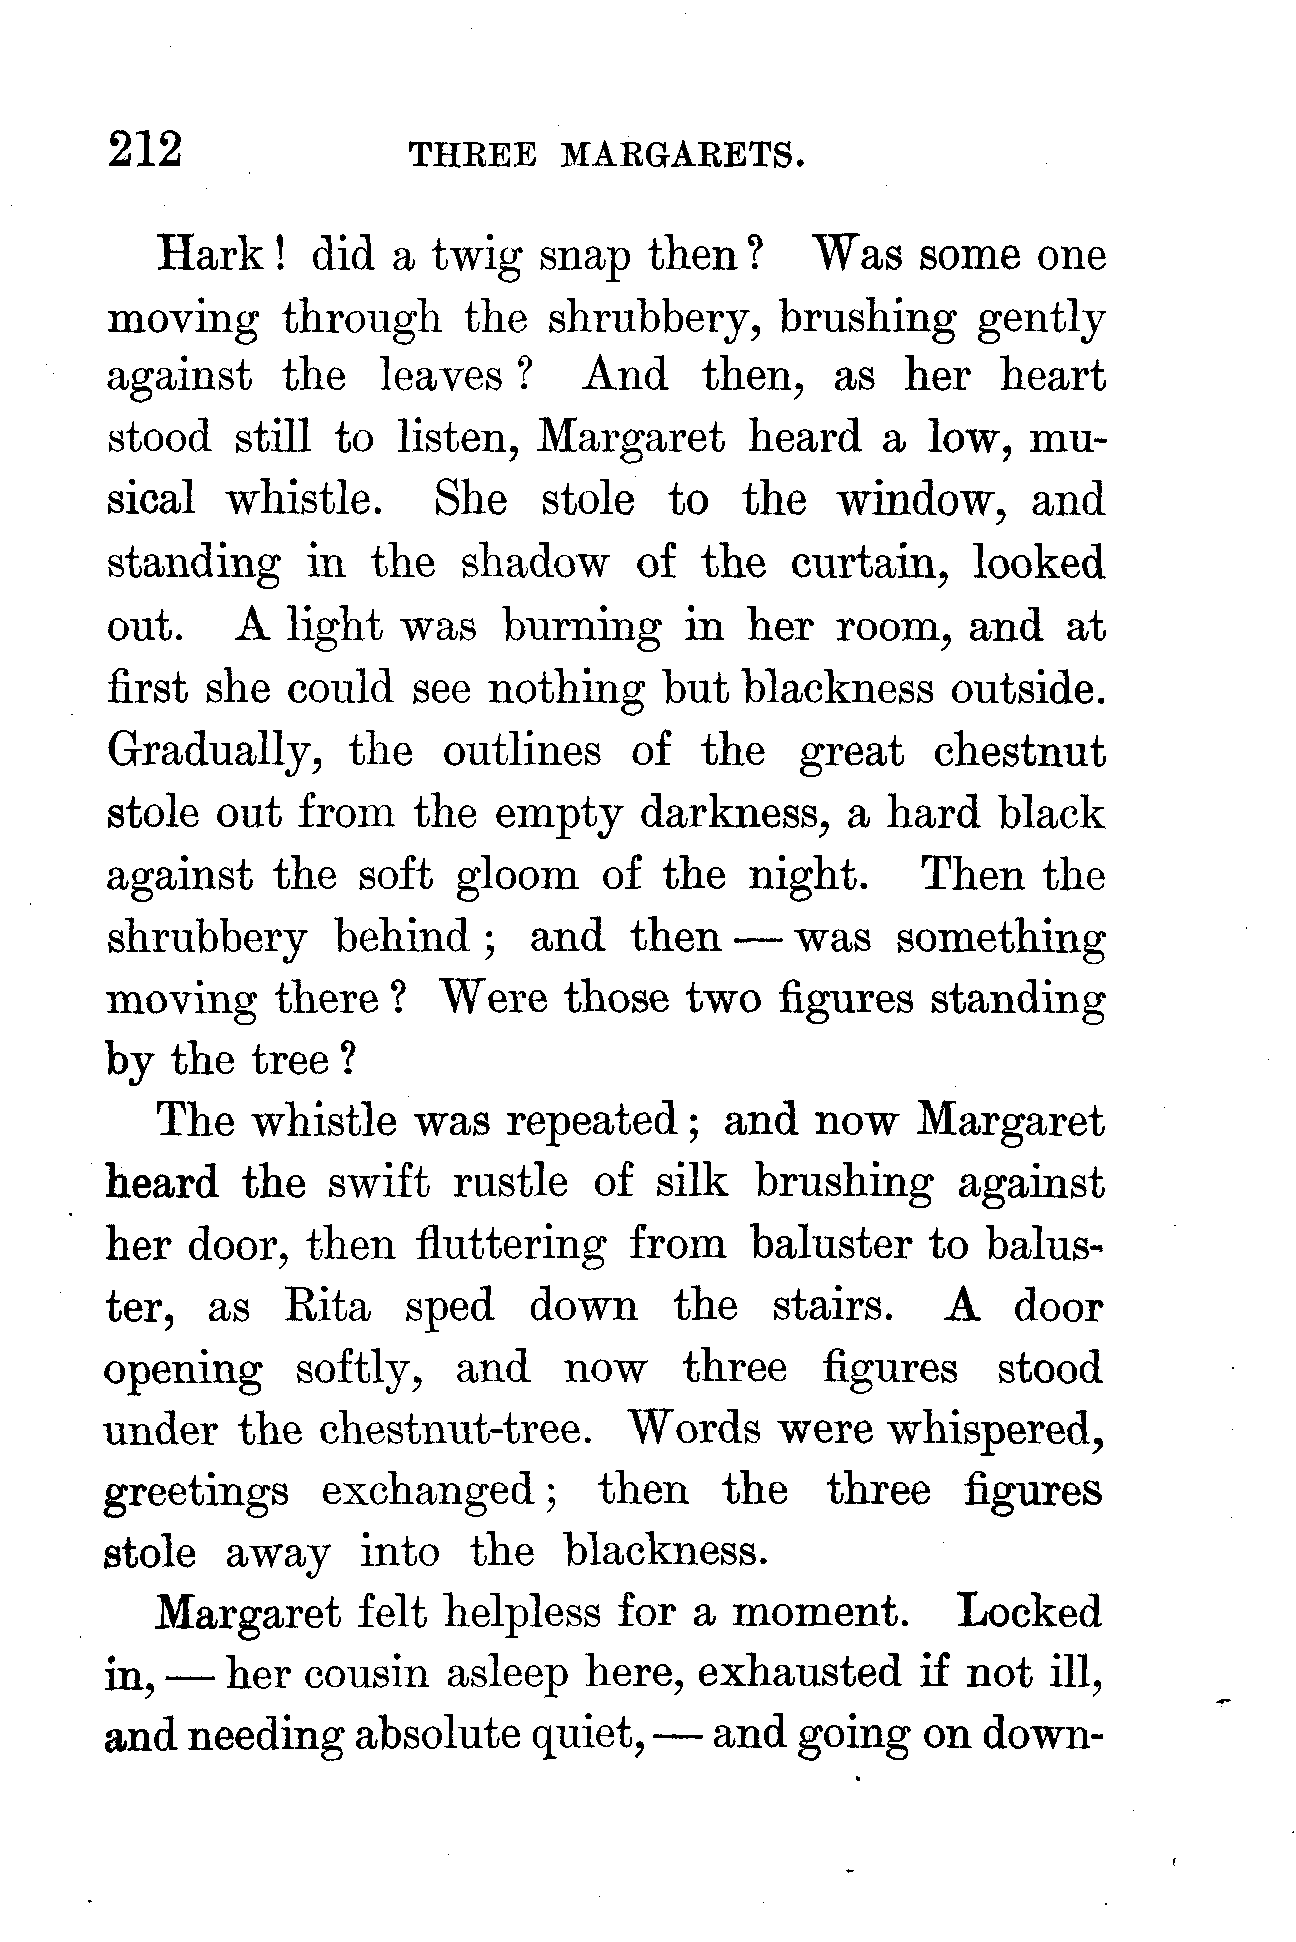 212 THREE MARGARETS.
Hark! did a twig snap then? Was some one
moving through the shrubbery, brushing gently
against the leaves? And then, as her heart
stood still to listen, Margaret heard a low, mu-
sical whistle. She stole to the window, and
standing in the shadow of the curtain, looked
out. A light was burning in her room, and at
first she could see nothing but blackness outside.
Gradually, the outlines of the great chestnut
stole out from the empty darkness, a hard black
against the soft gloom of the night. Then the
shrubbery behind; and then — was something
moving there? Were those two figures standing
by the tree?
The whistle was repeated; and now Margaret
heard the swift rustle of silk brushing against
her door, then fluttering from baluster to balus-
ter, as Rita sped down the stairs. A door
opening softly, and now three figures stood
under the chestnut-tree. Words were whispered,
greetings exchanged; then the three figures
stole away into the blackness.
Margaret felt helpless for a moment. Locked
in, — her cousin asleep here, exhausted if not ill,
and needing absolute quiet, — and going on down-